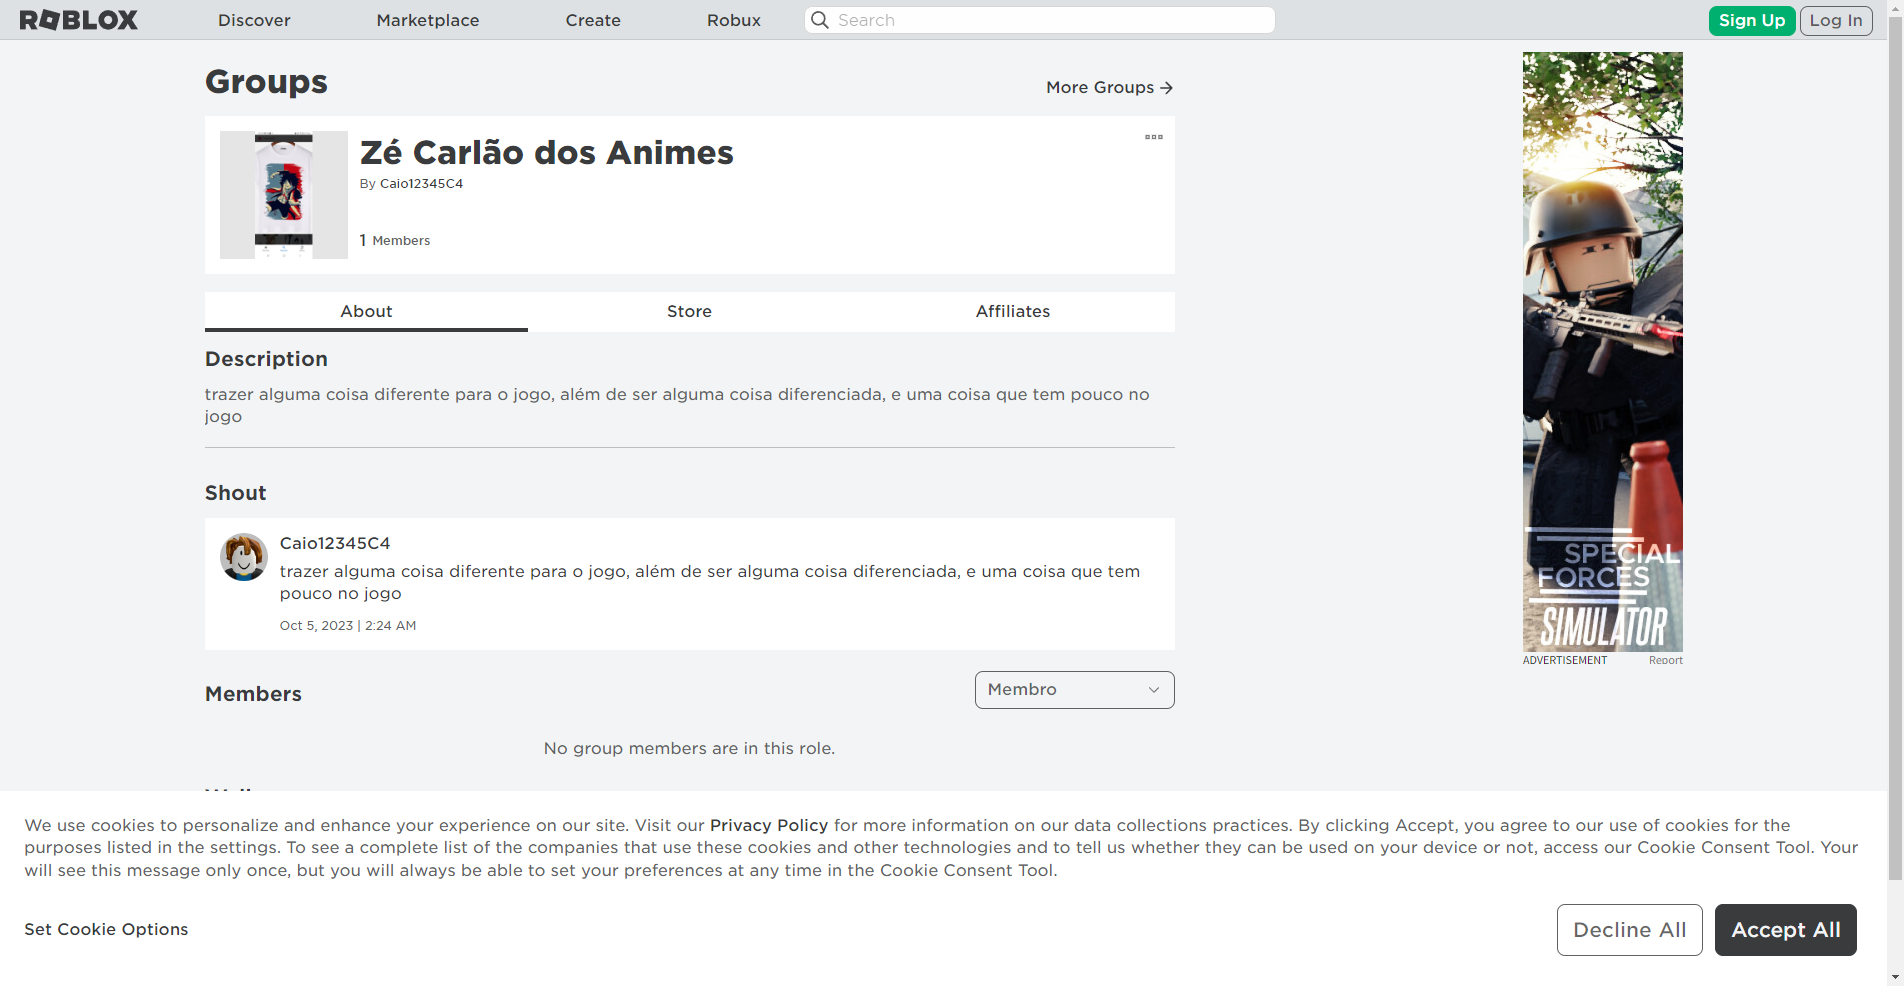 ROBLOX
Discover
Marketplace
Create
Robux
Search
Sign Up
Log In
Groups
More Groups
Zé Carlão dos Animes
By Caio12345C4
1 Members
About
Store
Affiliates
Description
trazer alguma coisa diferente para o jogo, além de ser alguma coisa diferenciada, e uma coisa que tem pouco no
jogo
Shout
Caio12345C4
trazer alguma coisa diferente para o jogo, além de ser alguma coisa diferenciada, e uma coisa que tem
pouco no jogo
Oct 5, 2023 | 2:24 AM
SPECIAL
FORCES
SIMULATOR
ADVERTISEMENT
Report
Members
Membro
No group members are in this role.
We use cookies to personalize and enhance your experience on our site. Visit our Privacy Policy for more information on our data collections practices. By clicking Accept, you agree to our use of cookies for the
purposes listed in the settings. To see a complete list of the companies that use these cookies and other technologies and to tell us whether they can be used on your device or not, access our Cookie Consent Tool. Your
will see this message only once, but you will always be able to set your preferences at any time in the Cookie Consent Tool.
Set Cookie Options
Decline All
Accept All